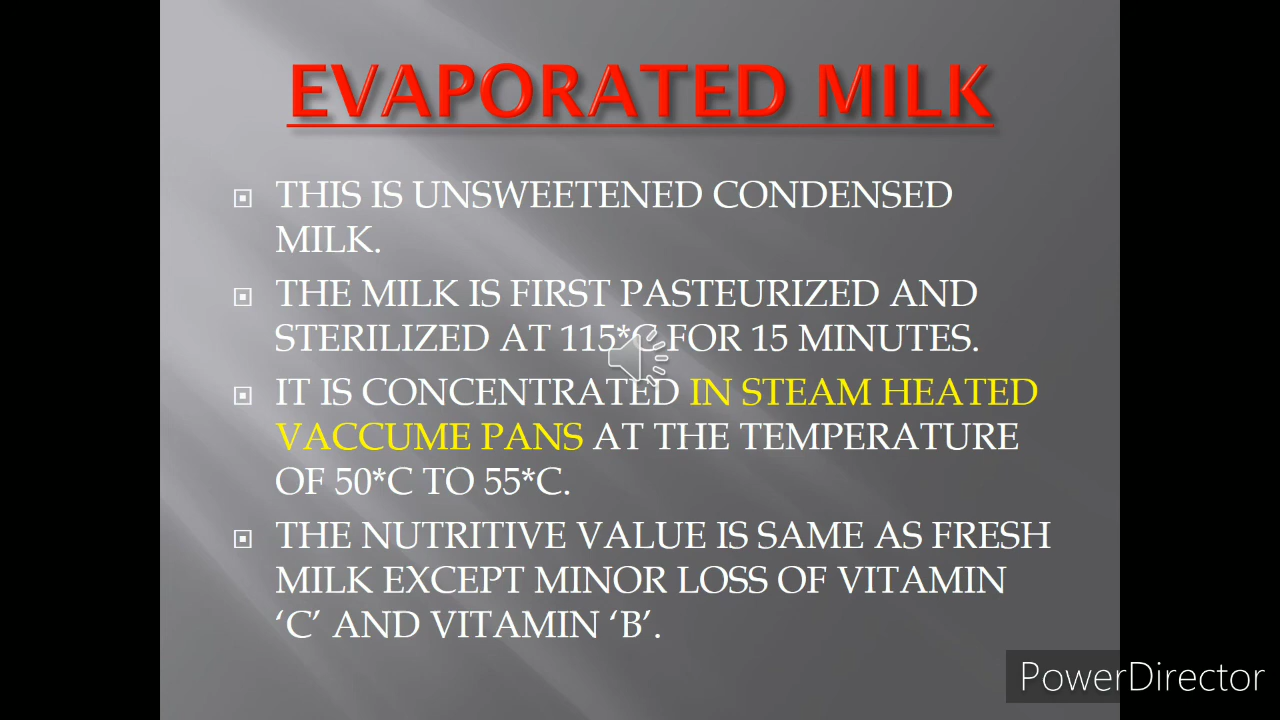 EVAPORATED MILK
THIS IS UNSWEETENED CONDENSED
MILK.
THE MILK IS FIRST PASTEURIZED AND
STERILIZED AT 115*C FOR 15 MINUTES.
IT IS CONCENTRATED IN STEAM HEATED
VACCUME PANS AT THE TEMPERATURE
OF 50*C TO 55*C.
THE NUTRITIVE VALUE IS SAME AS FRESH
MILK EXCEPT MINOR LOSS OF VITAMIN
‘C’ AND VITAMIN ‘B’.
PowerDirector